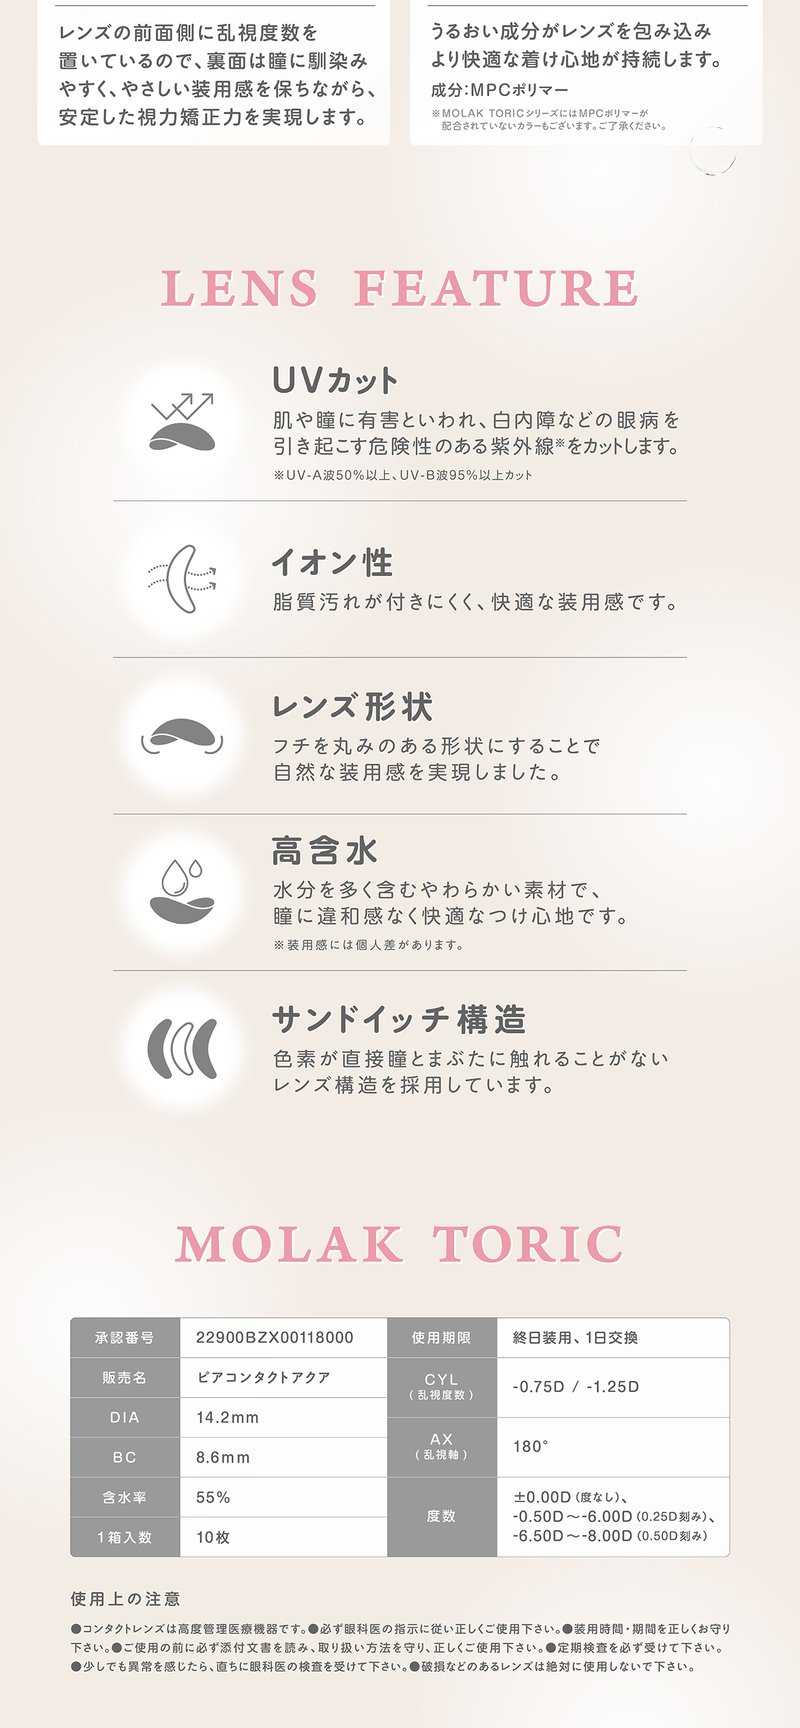 レンズの前面側に乱視度数を
置いているので、裏面は瞳に馴染み
やすく、やさしい装用感を保ちながら、
安定した視力矯正力を実現します。
うるおい成分がレンズを包み込み
より快適な着け心地が持続します。
成分:MPCポリマー
※MOLAK TORICシリーズにはMPCポリマーが
配合されていないカラーもございます。ご了承ください。
LENS FEATURE
UVカット
肌や瞳に有害といわれ、白内障などの眼病を
引き起こす危険性のある紫外線※をカットします。
※UV-A波50%以上、UV-B波95%以上カット
イオン性
脂質汚れが付きにくく、快適な装用感です。
レンズ形状
フチを丸みのある形状にすることで
自然な装用感を実現しました。
高含水
水分を多く含むやわらかい素材で、
瞳に違和感なく快適なつけ心地です。
※装用感には個人差があります。
サンドイッチ構造
色素が直接瞳とまぶたに触れることがない
レンズ構造を採用しています。
MOLAK TORIC
承認番号 22900BZX00118000
販売名 ピアコンタクトアクア
DIA 14.2mm
BC 8.6mm
含水率 55%
1箱入数 10枚
使用期限 終日装用、1日交換
CYL
(乱視度数) -0.75D / -1.25D
AX
(乱視軸) 180°
度数
±0.00D(度なし)、
-0.50D～-6.00D(0.25D刻み)、
-6.50D～-8.00D(0.50D刻み)
使用上の注意
●コンタクトレンズは高度管理医療機器です。●必ず眼科医の指示に従い正しくご使用下さい。●装用時間・期間を正しくお守り
下さい。●ご使用の前に必ず添付文書を読み、取り扱い方法を守り、正しくご使用下さい。●定期検査を必ず受けて下さい。
●少しでも異常を感じたら、直ちに眼科医の検査を受けて下さい。●破損などのあるレンズは絶対に使用しないで下さい。